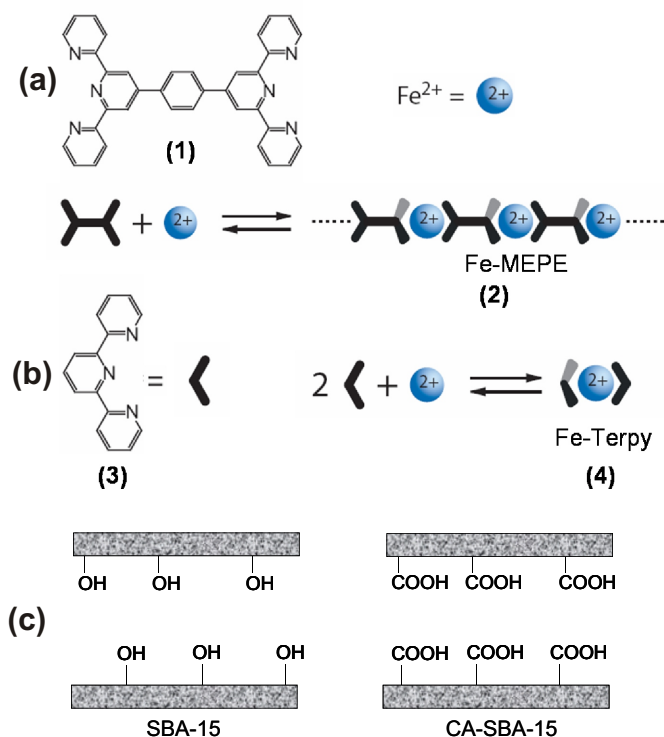 (a)
N N
N N
N N
(1)
Fe²⁺ = 2+
+ 2+
2+ 2+ 2+
Fe-MEPE
(2)
(b)
N
N
N
=
(3)
2 + 2+
2+
Fe-Terpy
(4)
(c)
OH OH OH
OH OH OH
SBA-15
COOH COOH COOH
COOH COOH COOH
CA-SBA-15